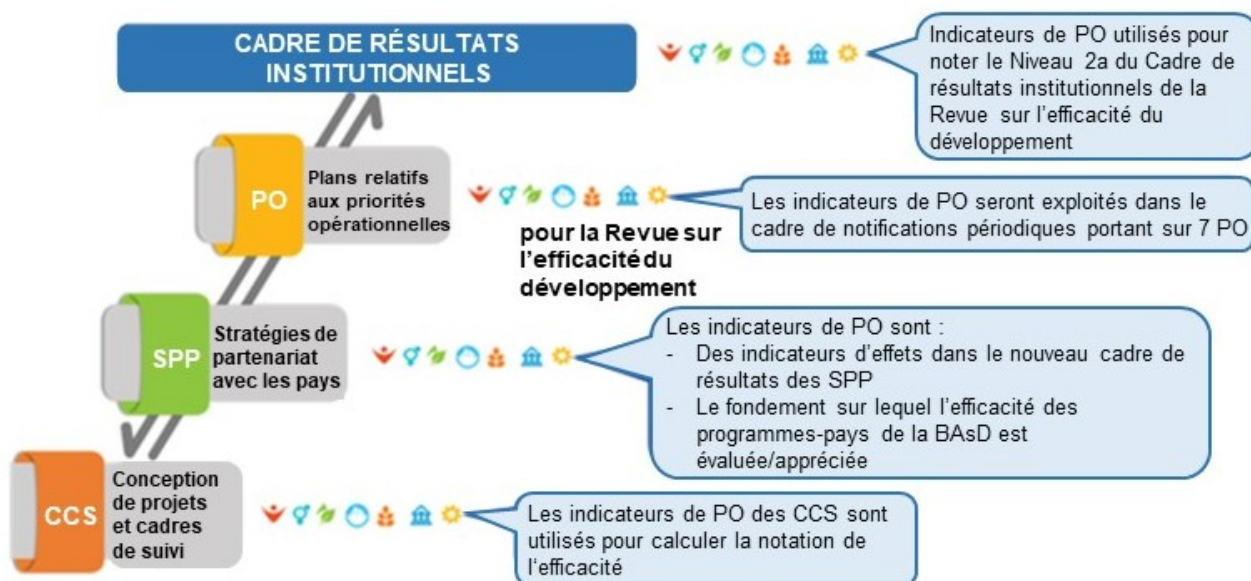 CADRE DE RÉSULTATS
INSTITUTIONNELS
Indicateurs de PO utilisés pour
noter le Niveau 2a du Cadre de
résultats institutionnels de la
Revue sur l'efficacité du
développement
PO
Plans relatifs
aux priorités
opérationnelles
Les indicateurs de PO seront exploités dans le
cadre de notifications périodiques portant sur 7 PO
pour la Revue sur
l'efficacité du
développement
SPP
Stratégies de
partenariat
avec les pays
Les indicateurs de PO sont :
- Des indicateurs d'effets dans le nouveau cadre de
résultats des SPP
- Le fondement sur lequel l'efficacité des
programmes-pays de la BAsD est
évaluée/appréciée
CCS
Conception
de projets
et cadres
de suivi
Les indicateurs de PO des CCS sont
utilisés pour calculer la notation de
l'efficacité